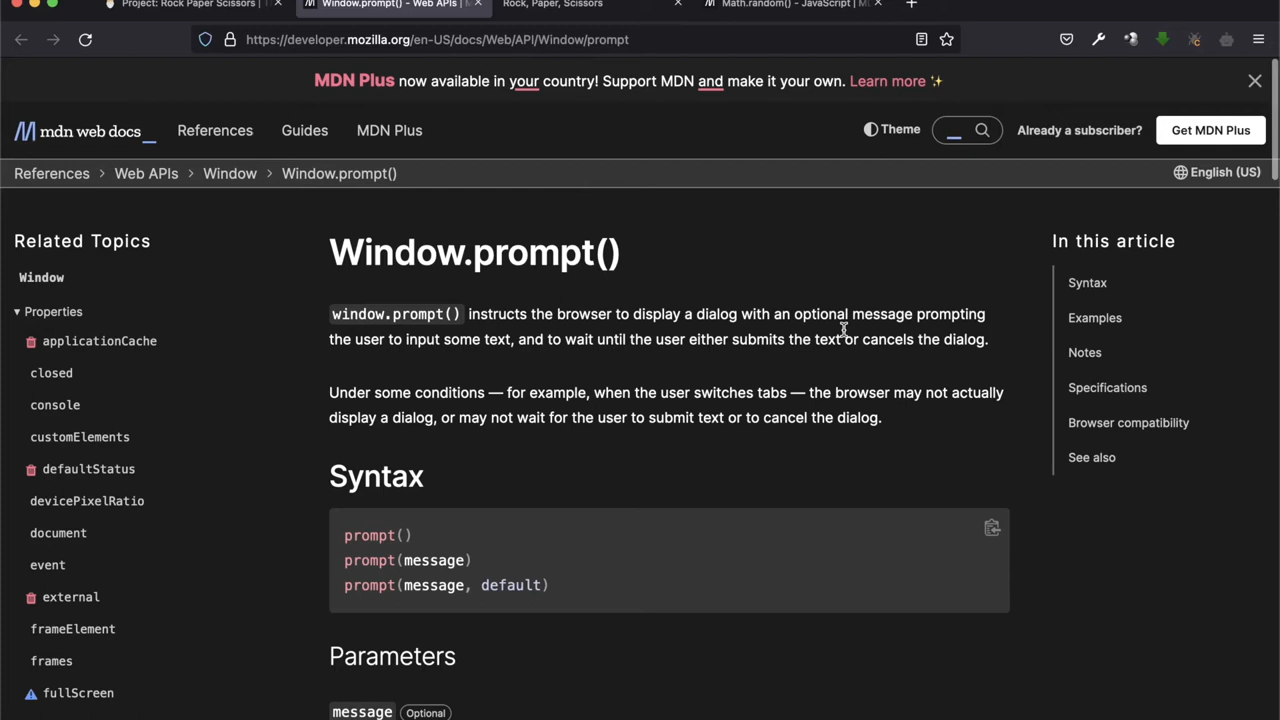 Project: Rock Paper Scissors | T
Window.prompt() - Web APIs | M
Rock, Paper, Scissors
Math.random() - JavaScript | M
https://developer.mozilla.org/en-US/docs/Web/API/Window/prompt
MDN Plus now available in your country! Support MDN and make it your own. Learn more ✨
mdn web docs_
References
Guides
MDN Plus
Theme
Already a subscriber?
Get MDN Plus
References > Web APIs > Window > Window.prompt()
English (US)
Related Topics
Window
Properties
applicationCache
closed
console
customElements
defaultStatus
devicePixelRatio
document
event
external
frameElement
frames
fullScreen
Window.prompt()
window.prompt() instructs the browser to display a dialog with an optional message prompting
the user to input some text, and to wait until the user either submits the text or cancels the dialog.
Under some conditions — for example, when the user switches tabs — the browser may not actually
display a dialog, or may not wait for the user to submit text or to cancel the dialog.
Syntax
prompt()
prompt(message)
prompt(message, default)
Parameters
message Optional
In this article
Syntax
Examples
Notes
Specifications
Browser compatibility
See also